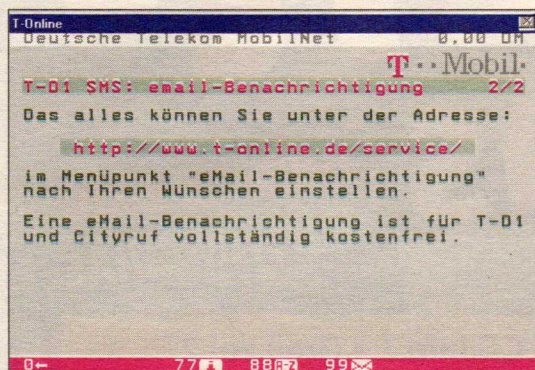 T-Online
Deutsche Telekom MobilNet 0,00 DM
T··Mobil·
T-D1 SMS: email-Benachrichtigung 2/2
Das alles können Sie unter der Adresse:
http://www.t-online.de/service/
im Menüpunkt "eMail-Benachrichtigung"
nach Ihren Wünschen einstellen.
Eine eMail-Benachrichtigung ist für T-D1
und Cityruf vollständig kostenfrei.
0← 77 88 A-Z 99